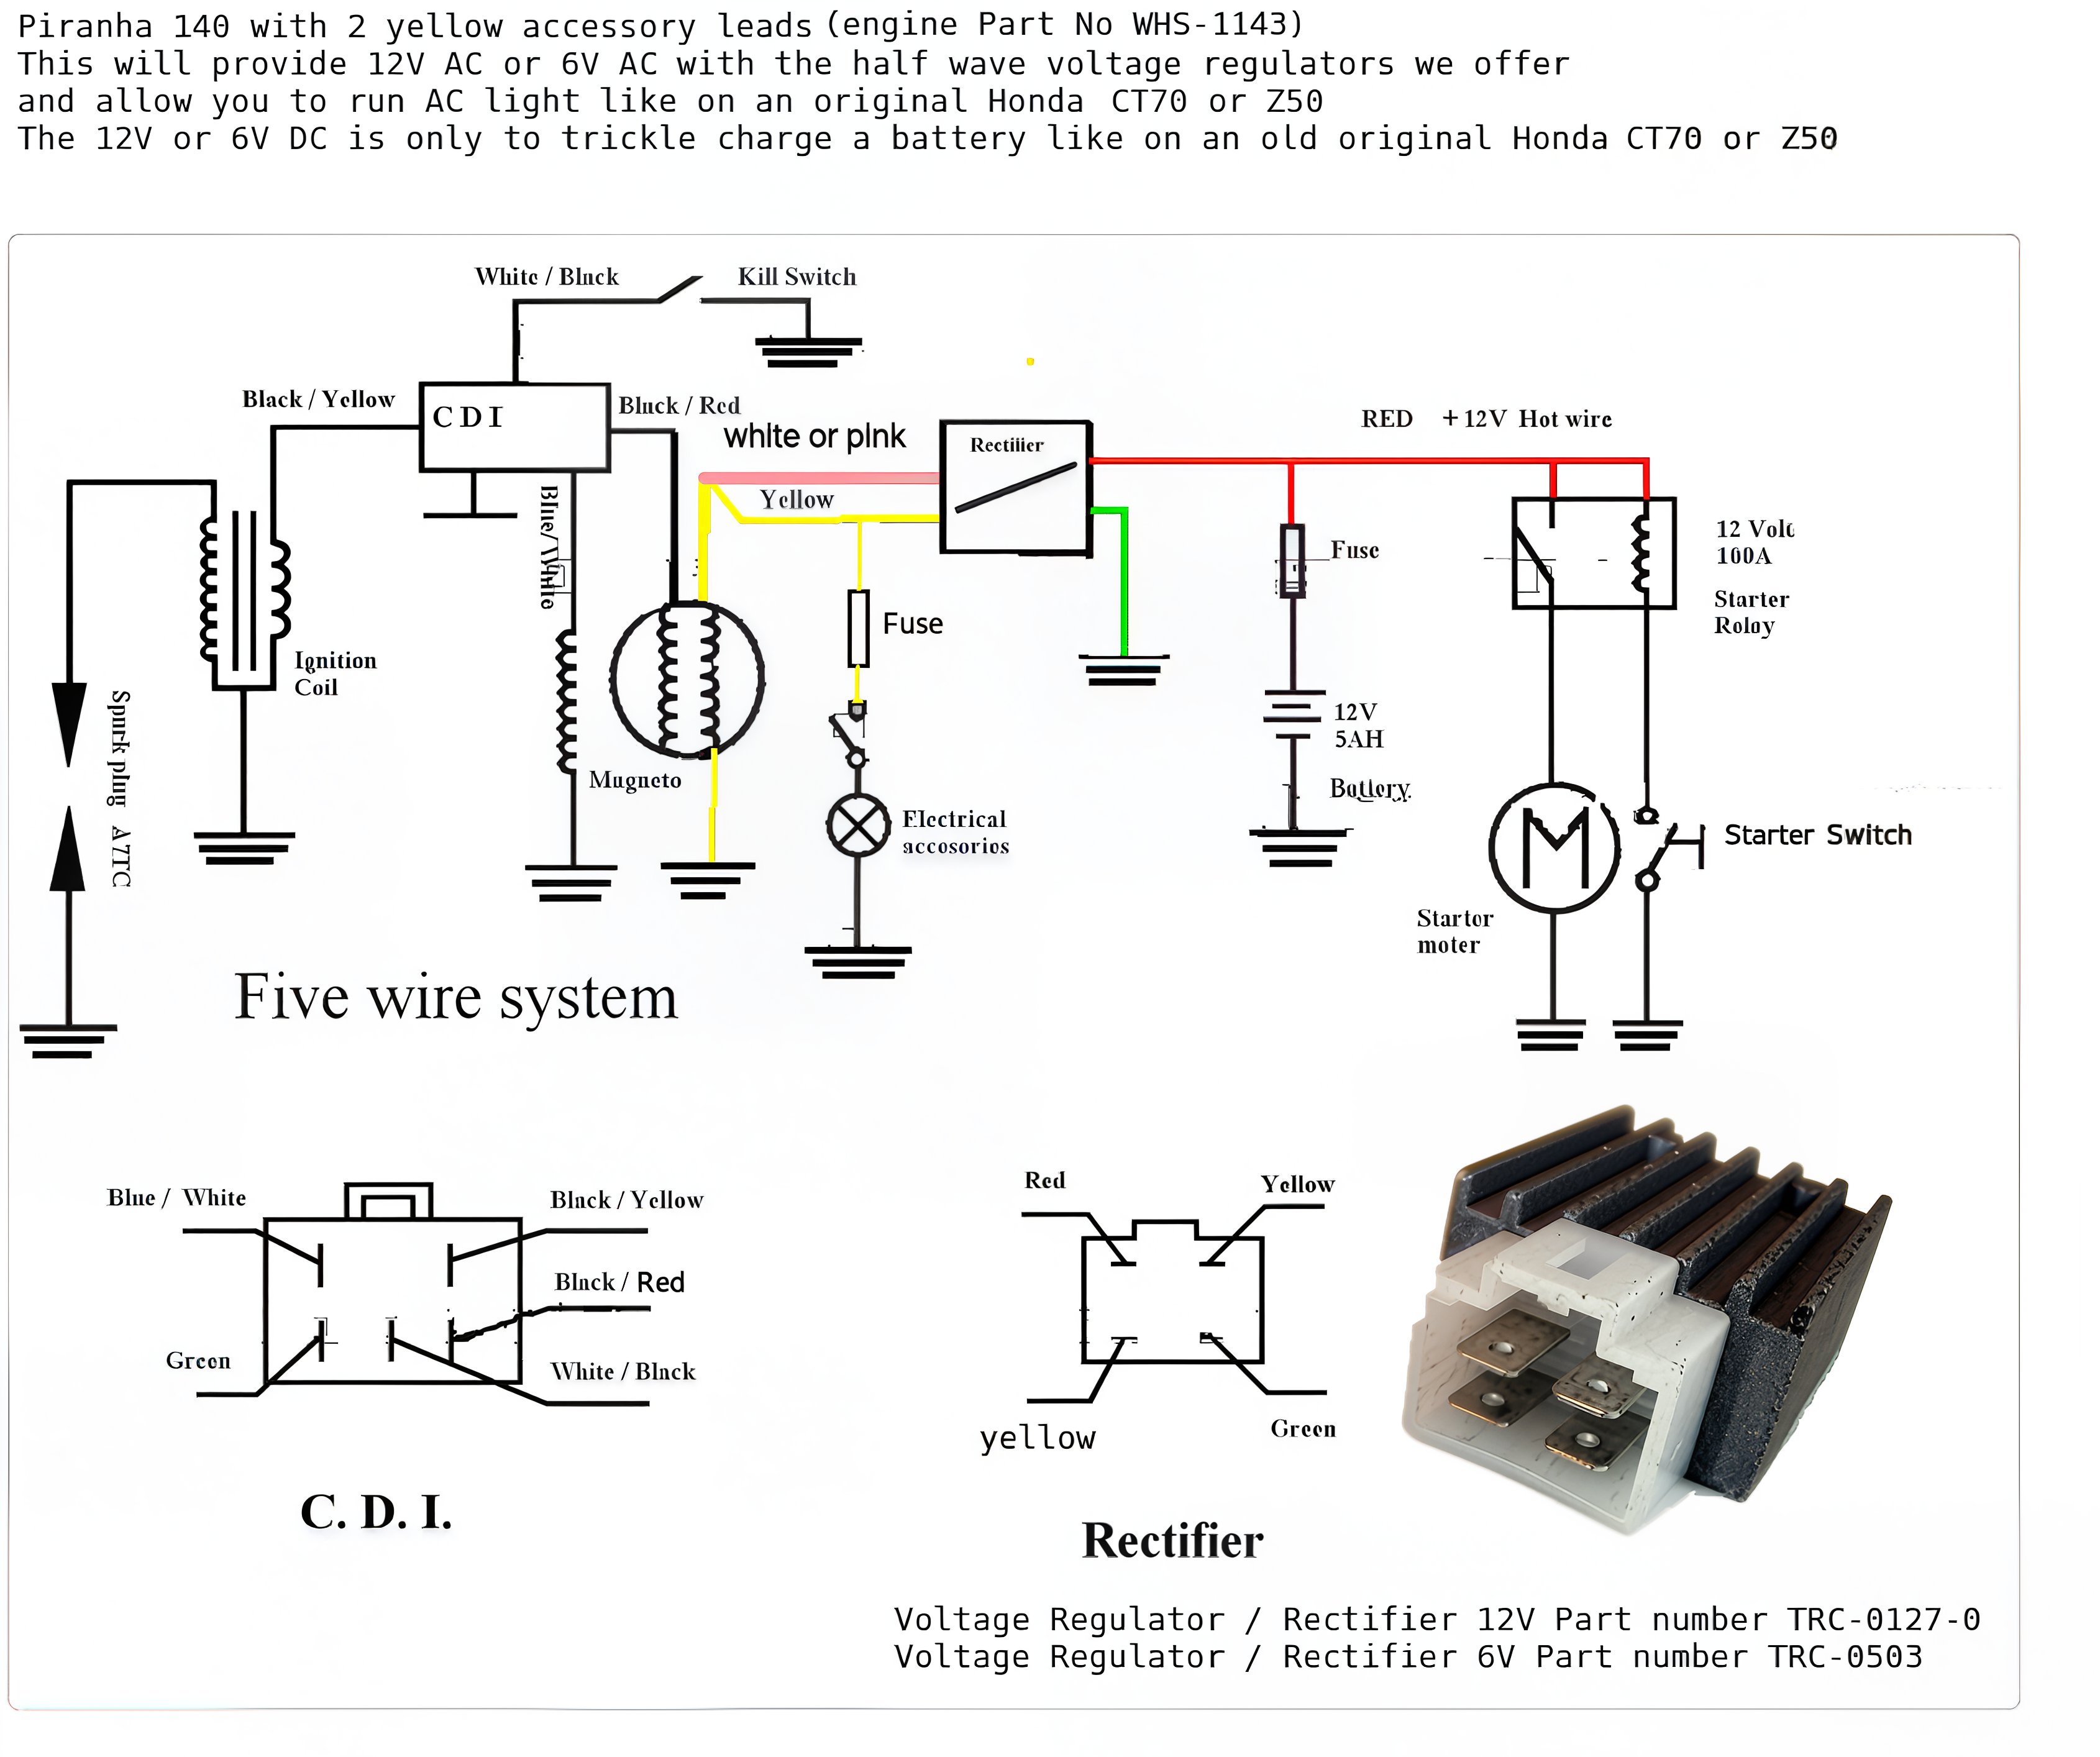 Piranha 140 with 2 yellow accessory leads (engine Part No WHS-1143)
This will provide 12V AC or 6V AC with the half wave voltage regulators we offer
and allow you to run AC light like on an original Honda CT70 or Z50
The 12V or 6V DC is only to trickle charge a battery like on an old original Honda CT70 or Z50
White / Black
Kill Switch
Black / Yellow
CDI
Black / Red
white or pink
Yellow
Rectifier
RED +12V Hot wire
Blue/White
Fuse
Fuse
12 Volt
100A
Starter
Relay
Ignition
Coil
Spark plug A7TC
Magneto
12V
5AH
Battery
Electrical
accesories
Starter Switch
Starter
moter
Five wire system
Blue / White
Black / Yellow
Black / Red
Green
White / Black
C. D. I.
Red
Yellow
yellow
Green
Rectifier
Voltage Regulator / Rectifier 12V Part number TRC-0127-0
Voltage Regulator / Rectifier 6V Part number TRC-0503